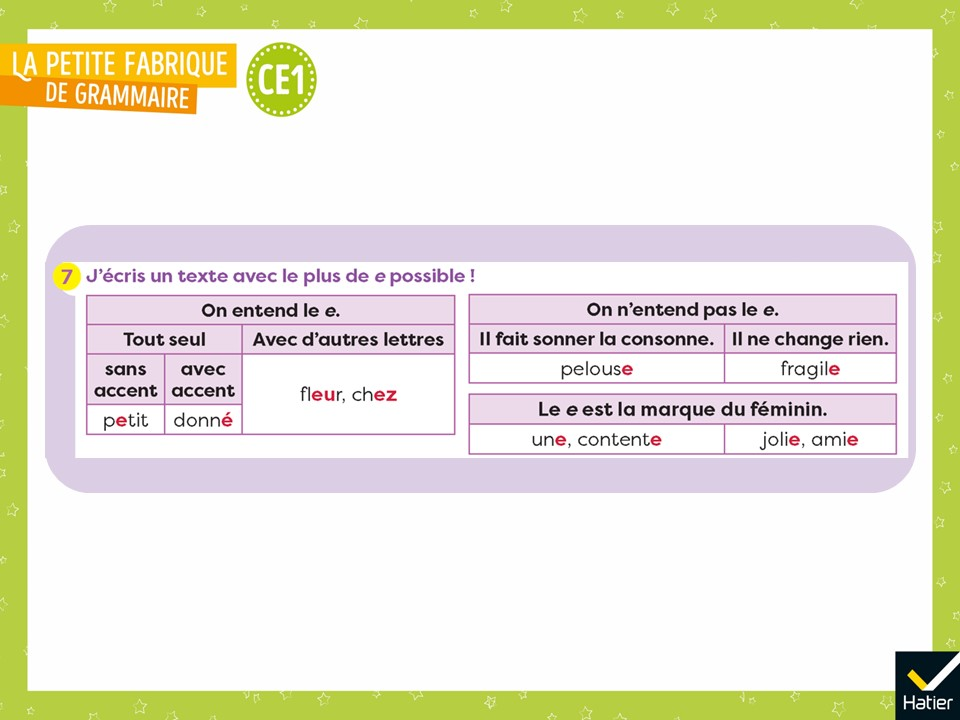 LA PETITE FABRIQUE
DE GRAMMAIRE
CE1
7 J'écris un texte avec le plus de e possible !
On entend le e.
Tout seul Avec d'autres lettres
sans accent avec accent
fleur, chez
petit donné
On n'entend pas le e.
Il fait sonner la consonne. Il ne change rien.
pelouse fragile
Le e est la marque du féminin.
une, contente jolie, amie
Hatier